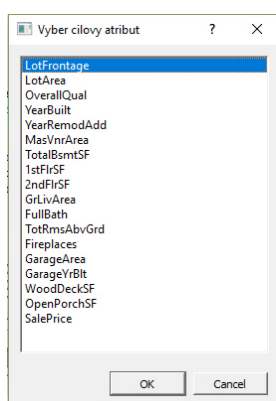 Vyber cilovy atribut
?
LotFrontage
LotArea
OverallQual
YearBuilt
YearRemodAdd
MasVnrArea
TotalBsmtSF
1stFlrSF
2ndFlrSF
GrLivArea
FullBath
TotRmsAbvGrd
Fireplaces
GarageArea
GarageYrBlt
WoodDeckSF
OpenPorchSF
SalePrice
OK Cancel